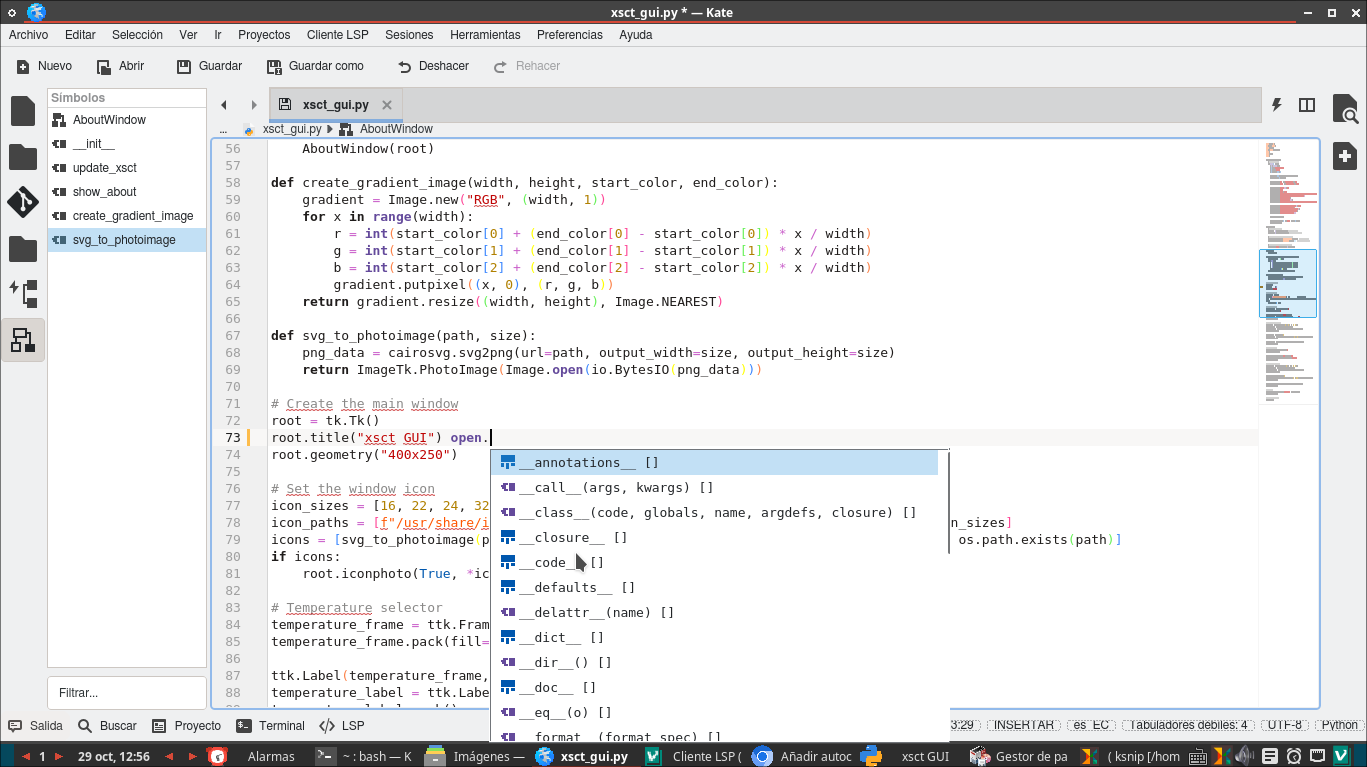 xsct_gui.py * — Kate
Archivo Editar Selección Ver Ir Proyectos Cliente LSP Sesiones Herramientas Preferencias Ayuda
Nuevo Abrir Guardar Guardar como Deshacer Rehacer
Símbolos
AboutWindow
__init__
update_xsct
show_about
create_gradient_image
svg_to_photoimage
Filtrar...
xsct_gui.py
... xsct_gui.py AboutWindow
56 AboutWindow(root)
57
58 def create_gradient_image(width, height, start_color, end_color):
59 gradient = Image.new("RGB", (width, 1))
60 for x in range(width):
61 r = int(start_color[0] + (end_color[0] - start_color[0]) * x / width)
62 g = int(start_color[1] + (end_color[1] - start_color[1]) * x / width)
63 b = int(start_color[2] + (end_color[2] - start_color[2]) * x / width)
64 gradient.putpixel((x, 0), (r, g, b))
65 return gradient.resize((width, height), Image.NEAREST)
66
67 def svg_to_photoimage(path, size):
68 png_data = cairosvg.svg2png(url=path, output_width=size, output_height=size)
69 return ImageTk.PhotoImage(Image.open(io.BytesIO(png_data)))
70
71 # Create the main window
72 root = tk.Tk()
73 root.title("xsct GUI") open.
74 root.geometry("400x250")
75
76 # Set the window icon
77 icon_sizes = [16, 22, 24, 32
78 icon_paths = [f"/usr/share/i n_sizes]
79 icons = [svg_to_photoimage(p os.path.exists(path)]
80 if icons:
81 root.iconphoto(True, *ic
82
83 # Temperature selector
84 temperature_frame = ttk.Fram
85 temperature_frame.pack(fill=
86
87 ttk.Label(temperature_frame,
88 temperature_label = ttk.Labe
__annotations__ []
__call__(args, kwargs) []
__class__(code, globals, name, argdefs, closure) []
__closure__ []
__code__ []
__defaults__ []
__delattr__(name) []
__dict__ []
__dir__() []
__doc__ []
__eq__(o) []
__format__(format_spec) []
Salida Buscar Proyecto Terminal LSP 3:29 INSERTAR es_EC Tabuladores débiles: 4 UTF-8 Python
1 29 oct, 12:56 Alarmas ~ : bash — K Imágenes — xsct_gui.py Cliente LSP ( Añadir autoc xsct GUI Gestor de pa ( ksnip [/hom